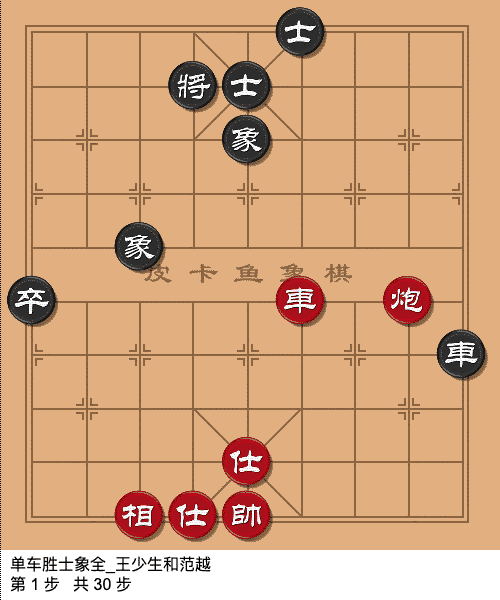 士
將 士
象
象
皮卡鱼象棋
卒 車 炮
車
仕
相 仕 帥
单车胜士象全_王少生和范越
第 1 步 共 30 步